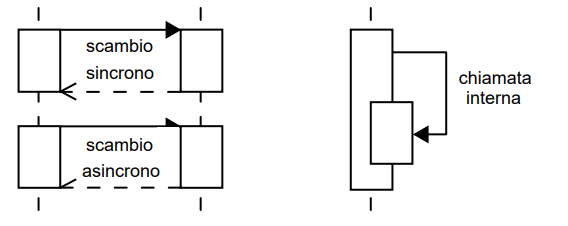 scambio
sincrono
scambio
asincrono
chiamata
interna